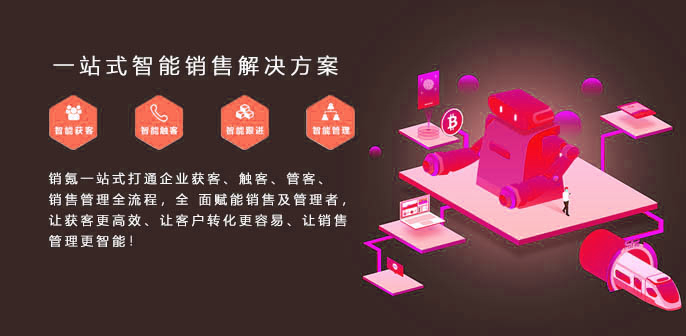 一站式智能销售解决方案
智能获客 智能触客 智能跟进 智能管理
销氪一站式打通企业获客、触客、管客、
销售管理全流程，全 面赋能销售及管理者，
让获客更高效、让客户转化更容易、让销售
管理更智能！